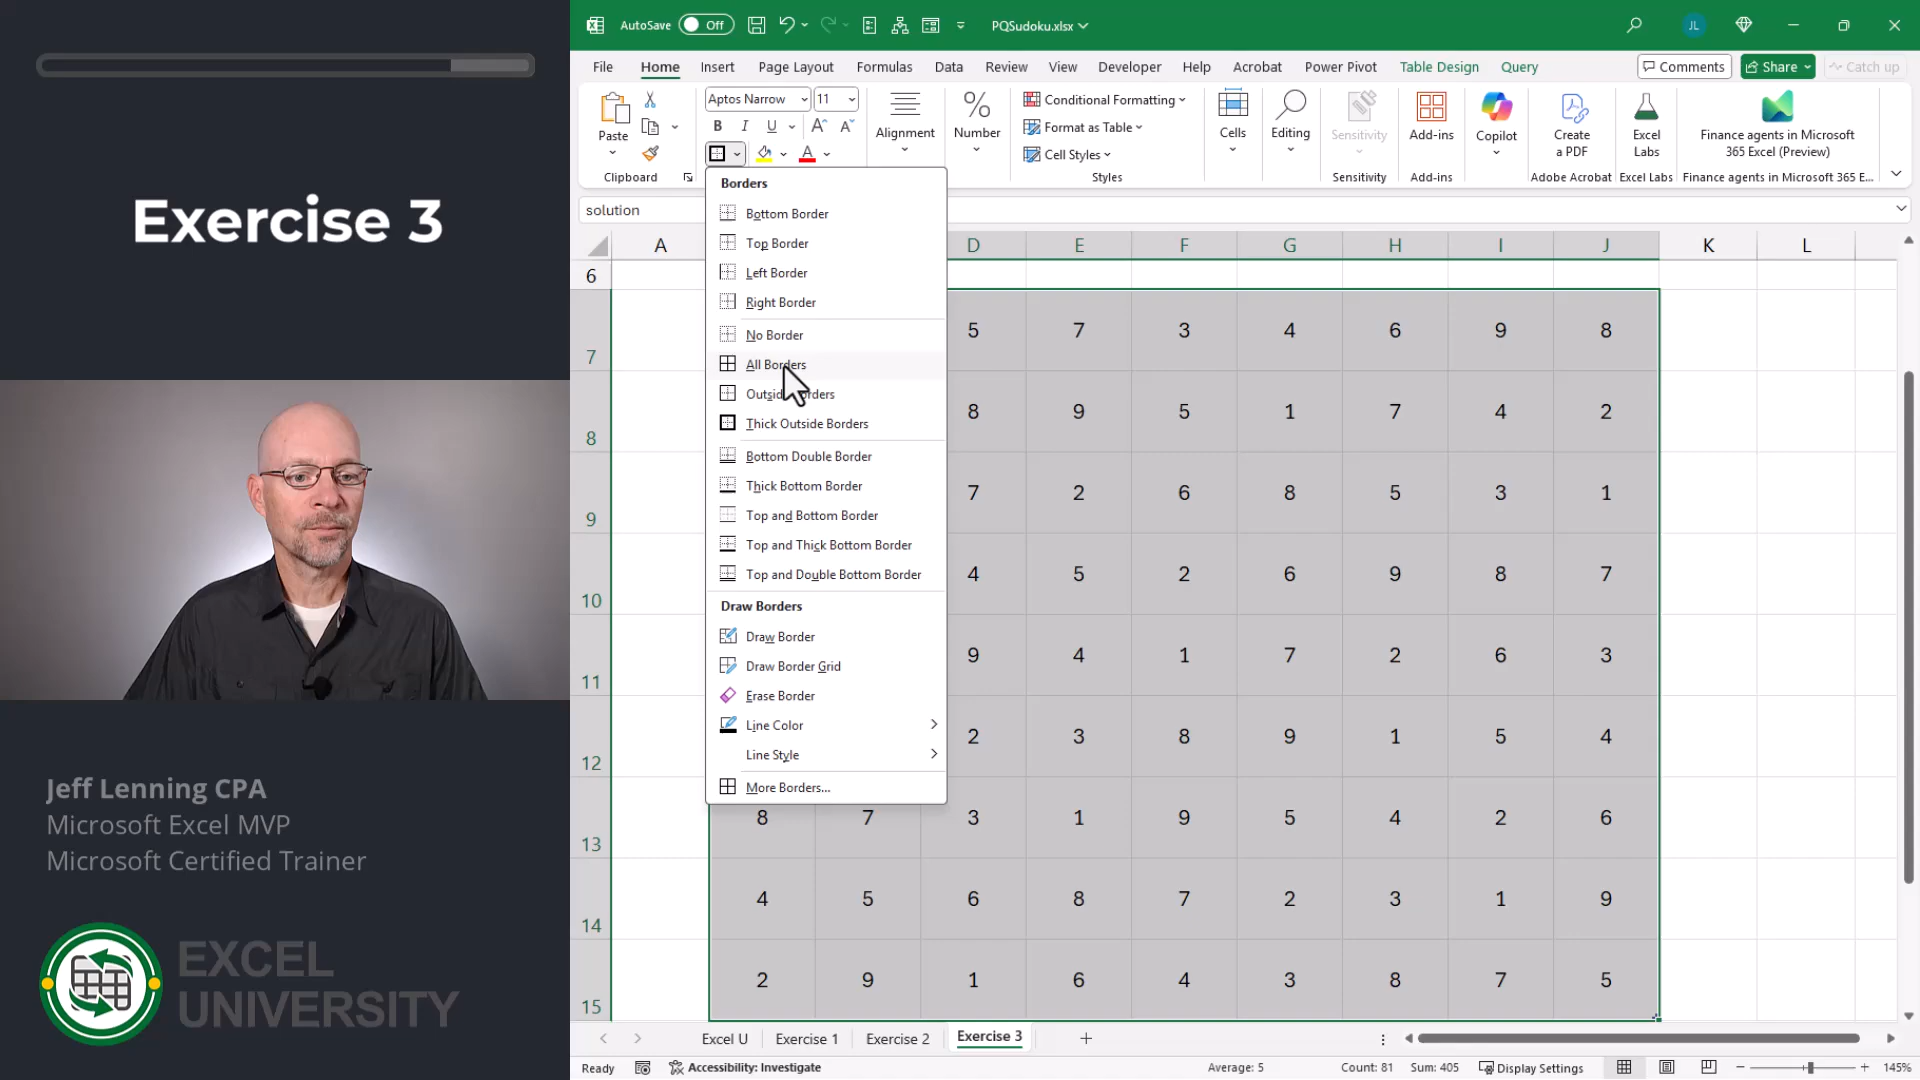 Exercise 3
Jeff Lenning CPA
Microsoft Excel MVP
Microsoft Certified Trainer
EXCEL
UNIVERSITY
AutoSave Off PQSudoku.xlsx JL
File Home Insert Page Layout Formulas Data Review View Developer Help Acrobat Power Pivot Table Design Query Comments Share Catch up
Paste
Clipboard
Aptos Narrow 11
B I U A A
A
Alignment
Number
Conditional Formatting
Format as Table
Cell Styles
Styles
Cells
Editing
Sensitivity
Sensitivity
Add-ins
Add-ins
Copilot
Create
a PDF
Adobe Acrobat
Excel
Labs
Excel Labs
Finance agents in Microsoft
365 Excel (Preview)
Finance agents in Microsoft 365 E...
solution
Borders
Bottom Border
Top Border
Left Border
Right Border
No Border
All Borders
Thick Outside Borders
Bottom Double Border
Thick Bottom Border
Top and Bottom Border
Top and Thick Bottom Border
Top and Double Bottom Border
Draw Borders
Draw Border
Draw Border Grid
Erase Border
Line Color
Line Style
More Borders...
A D E F G H I J K L
6
7 5 7 3 4 6 9 8
8 8 9 5 1 7 4 2
9 7 2 6 8 5 3 1
10 4 5 2 6 9 8 7
11 9 4 1 7 2 6 3
12 2 3 8 9 1 5 4
13 8 7 3 1 9 5 4 2 6
14 4 5 6 8 7 2 3 1 9
15 2 9 1 6 4 3 8 7 5
Excel U Exercise 1 Exercise 2 Exercise 3
Ready Accessibility: Investigate Average: 5 Count: 81 Sum: 405 Display Settings 145%